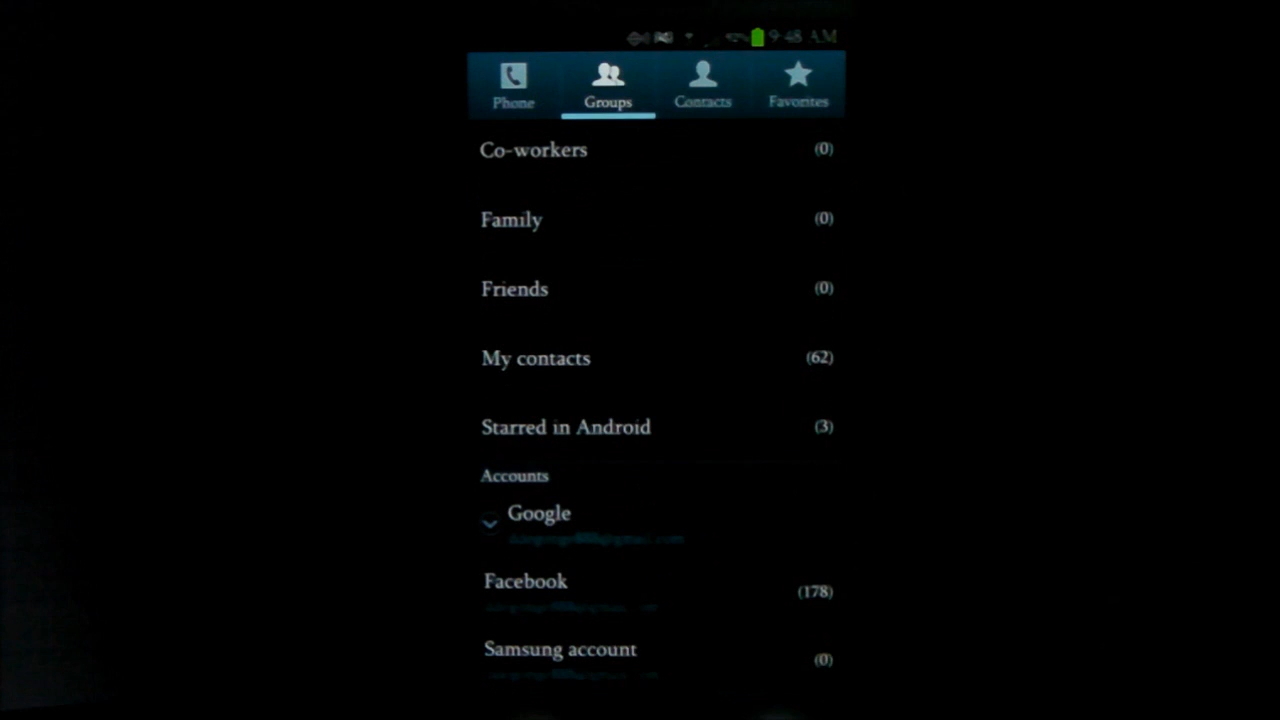 9:48 AM
Phone Groups Contacts Favorites
Co-workers (0)
Family (0)
Friends (0)
My contacts (62)
Starred in Android (3)
Accounts
Google
Facebook (178)
Samsung account (0)